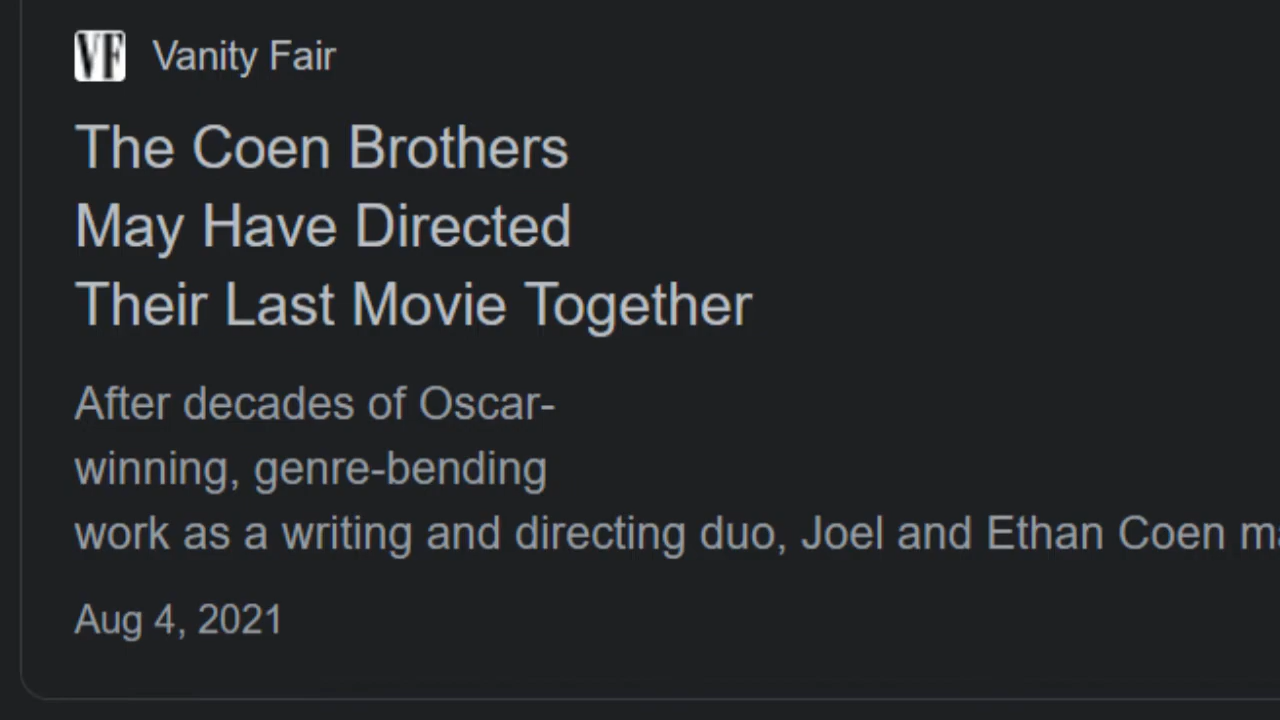 VF Vanity Fair
The Coen Brothers
May Have Directed
Their Last Movie Together
After decades of Oscar-
winning, genre-bending
work as a writing and directing duo, Joel and Ethan Coen
Aug 4, 2021